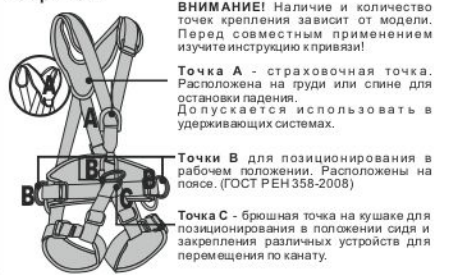 ВНИМАНИЕ! Наличие и количество
точек крепления зависит от модели.
Перед совместным применением
изучите инструкцию к привязи!
Точка А - страховочная точка.
Расположена на груди или спине для
остановки падения.
Допускается использовать в
удерживающих системах.
Точки В для позиционирования в
рабочем положении. Расположены на
поясе. (ГОСТ Р ЕН 358-2008)
Точка С - брюшная точка на кушаке для
позиционирования в положении сидя и
закрепления различных устройств для
перемещения по канату.
А
А
В
В
В
С